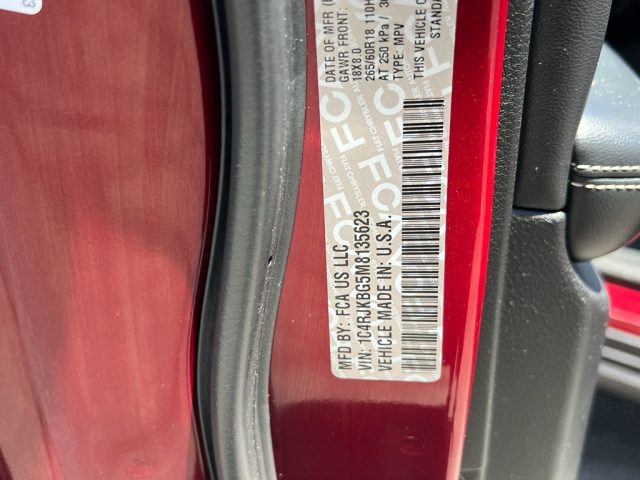 MFD BY: FCA US LLC
VIN: 1C4RJKBG5M8135623
VEHICLE MADE IN: U.S.A.
DATE OF MFR
GAWR FRONT:
18X8.0
265/60R18 110H
AT 250 kPa /
TYPE: MPV
THIS VEHICLE
STANDA